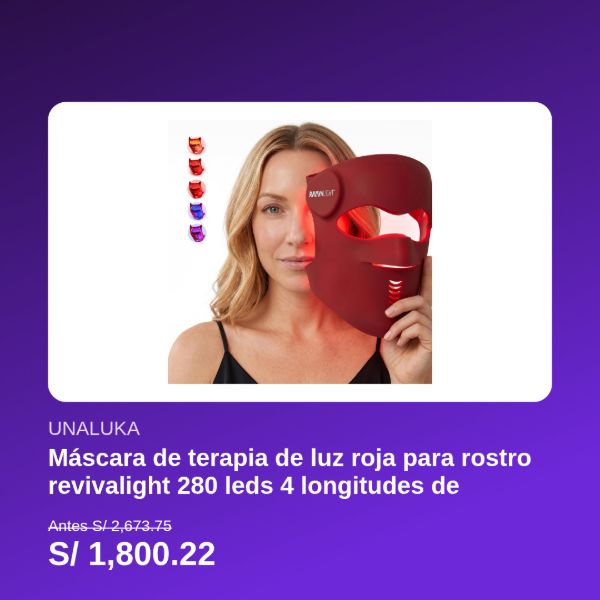 UNALUKA
Máscara de terapia de luz roja para rostro
revivalight 280 leds 4 longitudes de
Antes S/ 2,673.75
S/ 1,800.22